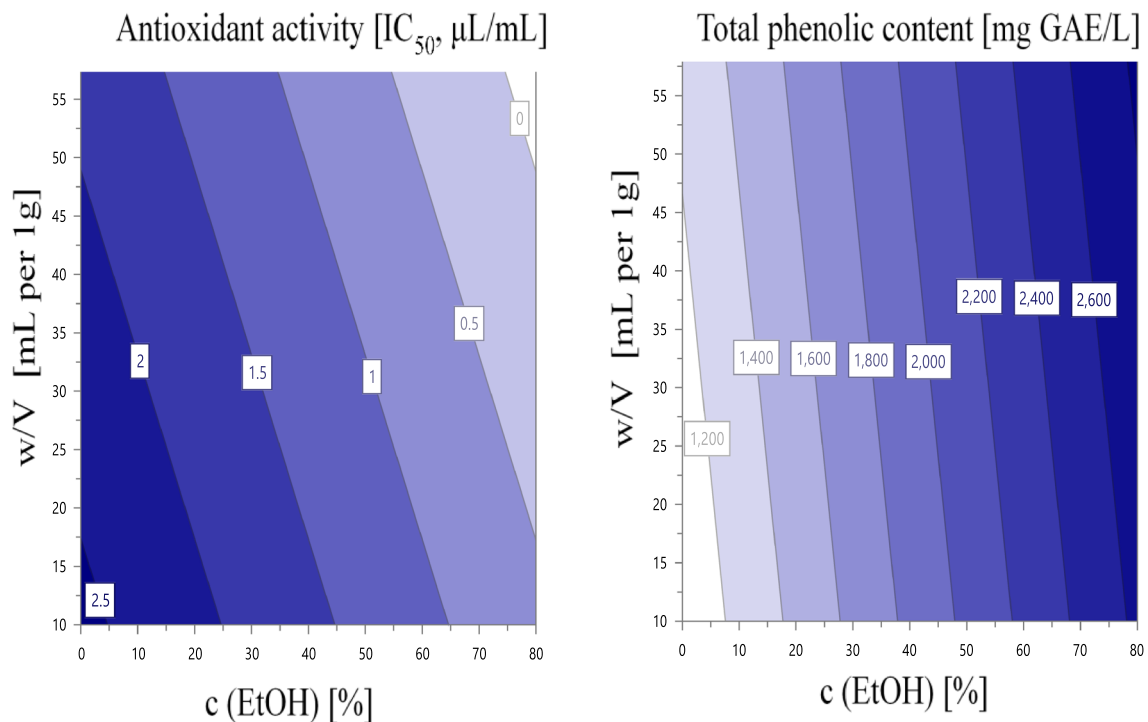 Antioxidant activity [IC50, μL/mL]
w/V [mL per 1g]
55
50
45
40
35
30
25
20
15
10
0
0.5
1
1.5
2
2.5
0 10 20 30 40 50 60 70 80
c (EtOH) [%]
Total phenolic content [mg GAE/L]
w/V [mL per 1g]
55
50
45
40
35
30
25
20
15
10
2,200 2,400 2,600
1,400 1,600 1,800 2,000
1,200
0 10 20 30 40 50 60 70 80
c (EtOH) [%]